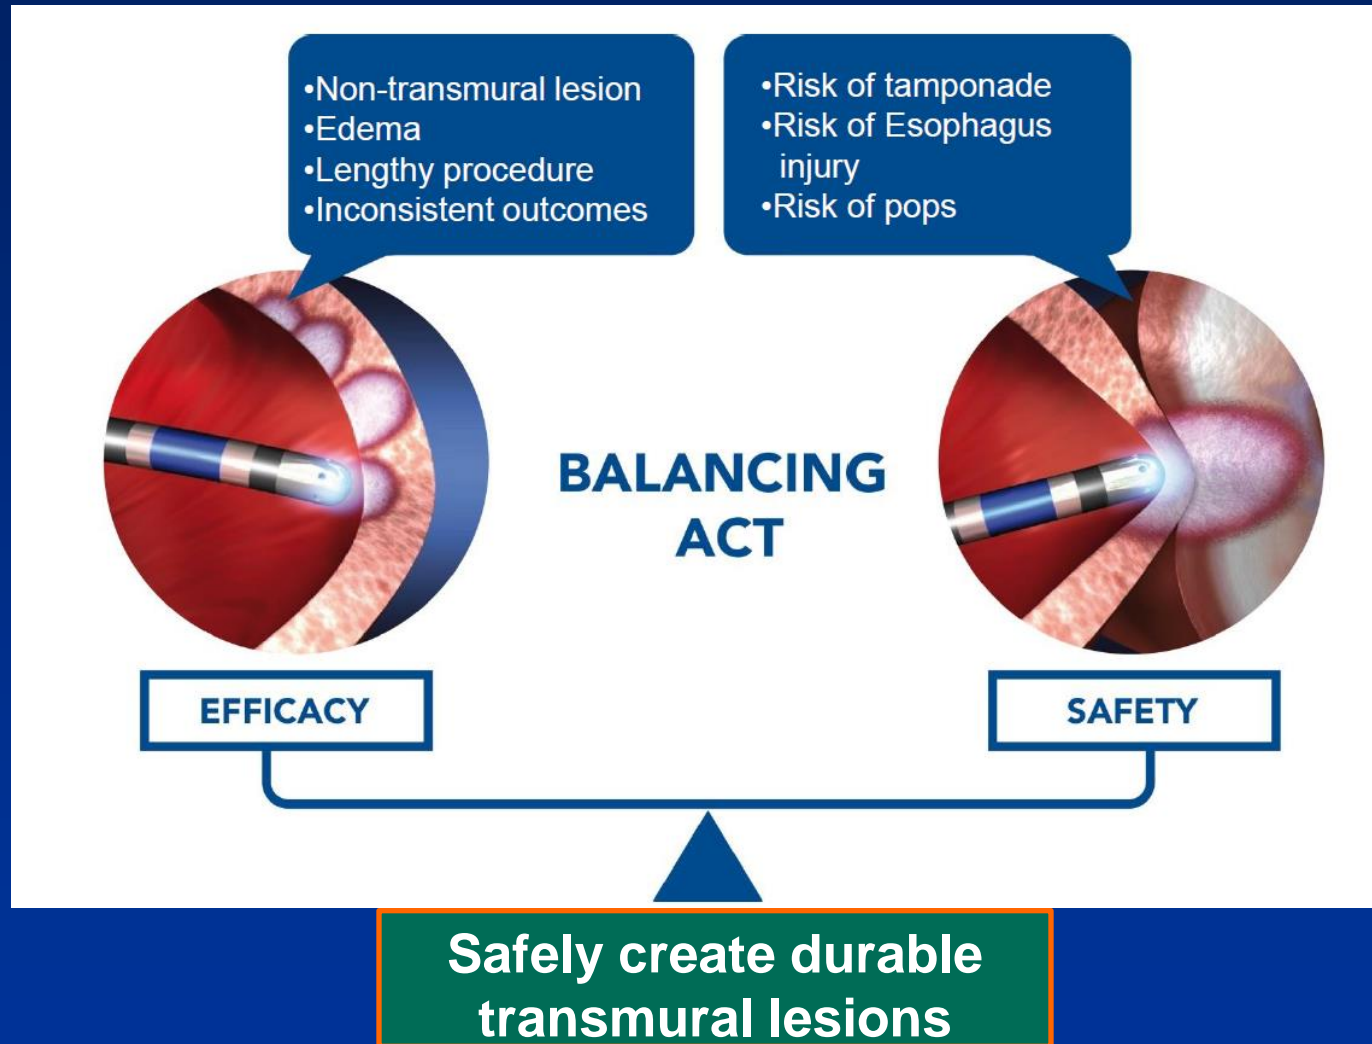 •Non-transmural lesion
•Edema
•Lengthy procedure
•Inconsistent outcomes
•Risk of tamponade
•Risk of Esophagus
injury
•Risk of pops
BALANCING
ACT
EFFICACY
SAFETY
Safely create durable
transmural lesions